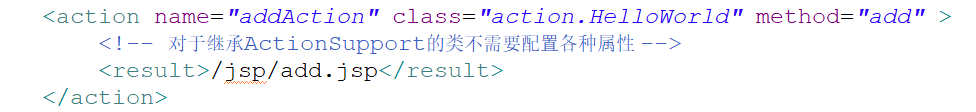 <action name="addAction" class="action.HelloWorld" method="add" >
<!-- 对于继承ActionSupport的类不需要配置各种属性 -->
<result>/jsp/add.jsp</result>
</action>